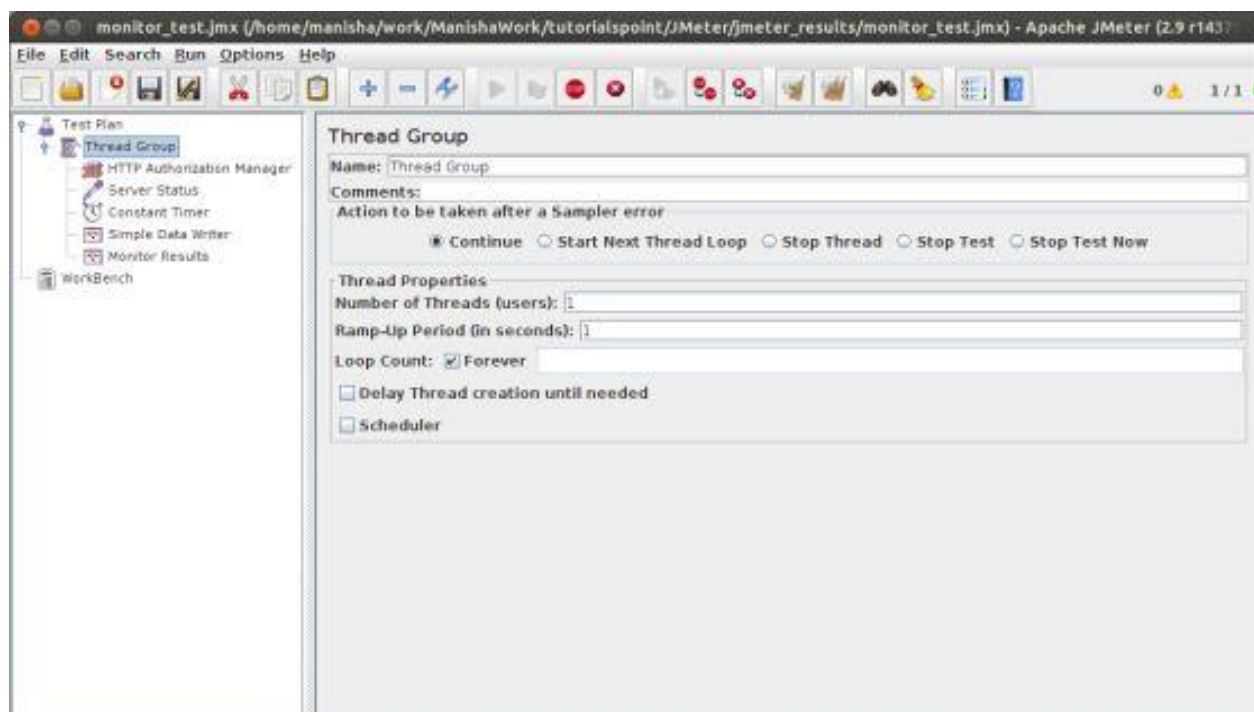 monitor_test.jmx (/home/manisha/work/ManishaWork/tutorialspoint/JMeter/jmeter_results/monitor_test.jmx) - Apache JMeter (2.9 r1437
File Edit Search Run Options Help
0 1/1
Test Plan
Thread Group
HTTP Authorization Manager
Server Status
Constant Timer
Simple Data Writer
Monitor Results
WorkBench
Thread Group
Name: Thread Group
Comments:
Action to be taken after a Sampler error
Continue Start Next Thread Loop Stop Thread Stop Test Stop Test Now
Thread Properties
Number of Threads (users): 1
Ramp-Up Period (in seconds): 1
Loop Count: Forever
Delay Thread creation until needed
Scheduler